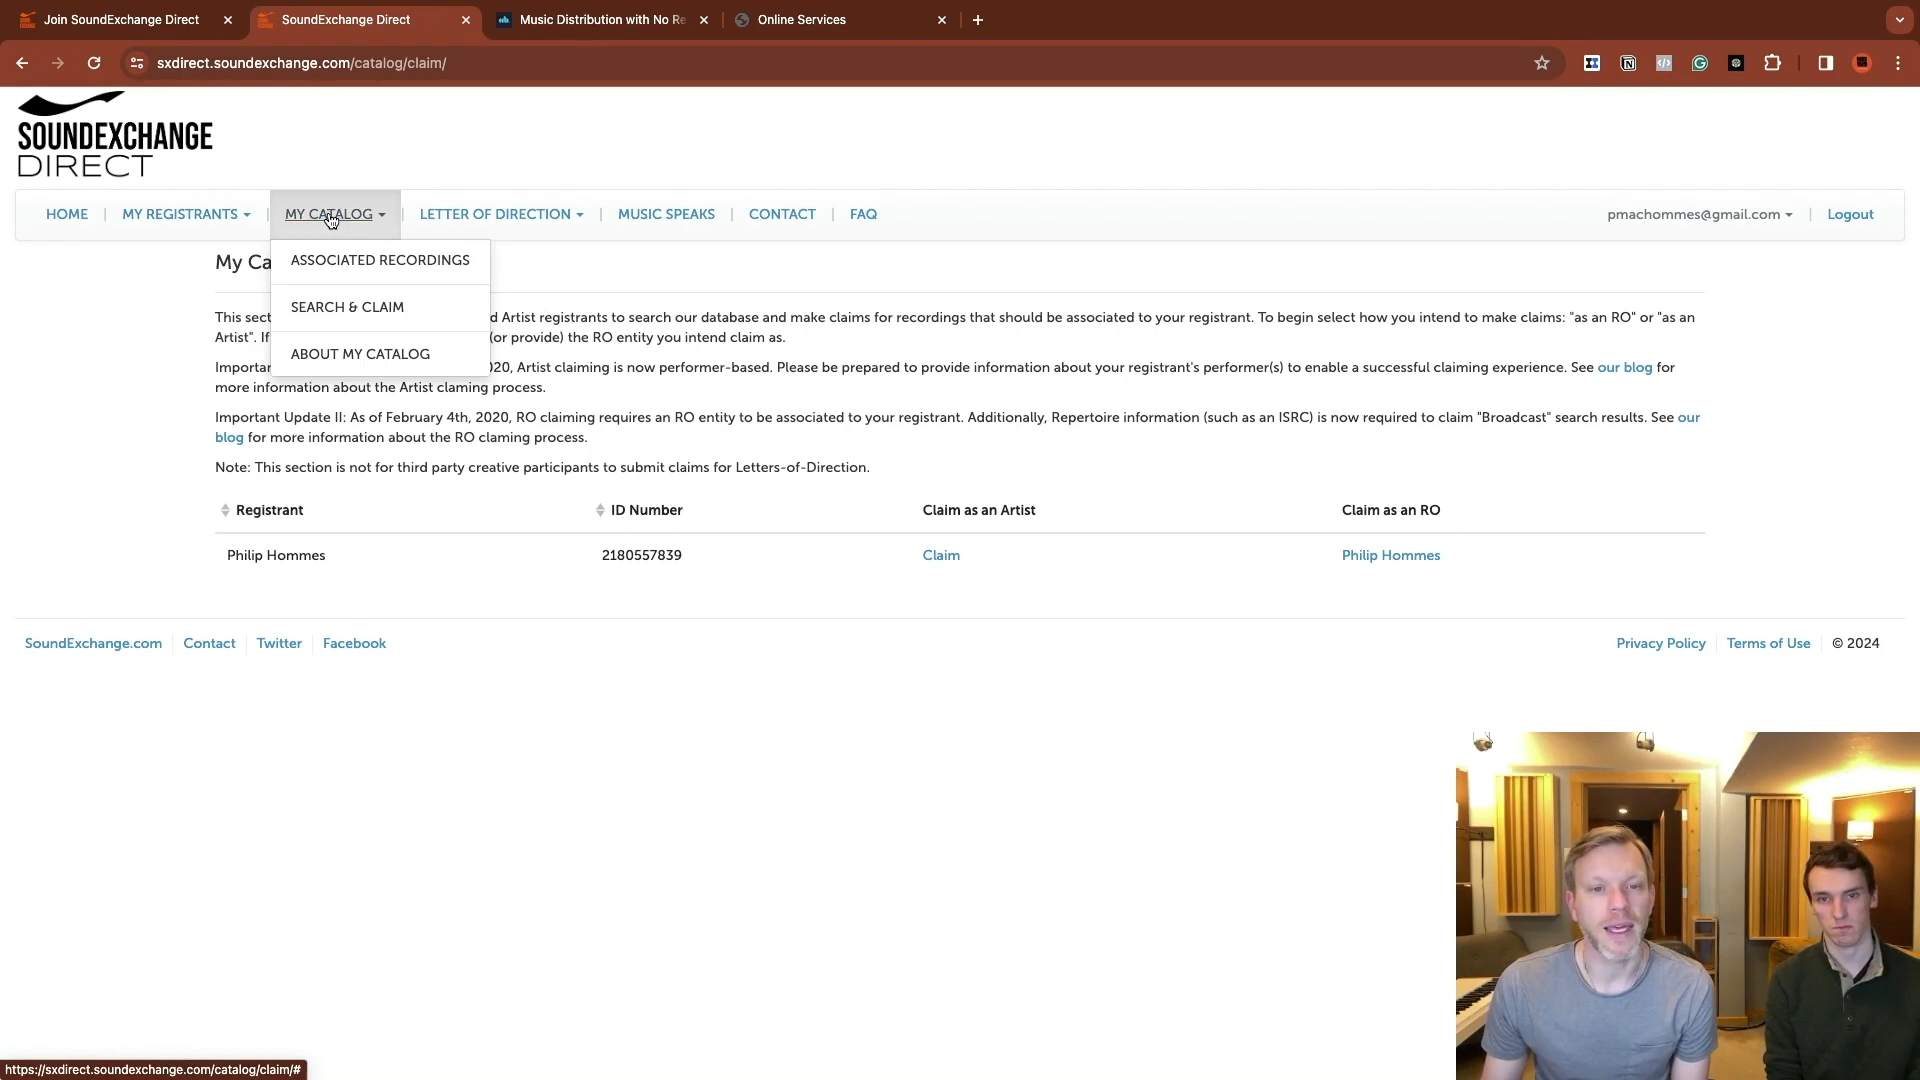 Join SoundExchange Direct
SoundExchange Direct
Music Distribution with No Re
Online Services
sxdirect.soundexchange.com/catalog/claim/
SOUNDEXCHANGE
DIRECT
HOME
MY REGISTRANTS
MY CATALOG
LETTER OF DIRECTION
MUSIC SPEAKS
CONTACT
FAQ
pmachommes@gmail.com
Logout
ASSOCIATED RECORDINGS
SEARCH & CLAIM
ABOUT MY CATALOG
My Ca
This sect d Artist registrants to search our database and make claims for recordings that should be associated to your registrant. To begin select how you intend to make claims: "as an RO" or "as an
Artist". If (or provide) the RO entity you intend claim as.
Importan 20, Artist claiming is now performer-based. Please be prepared to provide information about your registrant's performer(s) to enable a successful claiming experience. See our blog for
more information about the Artist claming process.
Important Update II: As of February 4th, 2020, RO claiming requires an RO entity to be associated to your registrant. Additionally, Repertoire information (such as an ISRC) is now required to claim "Broadcast" search results. See our
blog for more information about the RO claming process.
Note: This section is not for third party creative participants to submit claims for Letters-of-Direction.
Registrant ID Number Claim as an Artist Claim as an RO
Philip Hommes 2180557839 Claim Philip Hommes
SoundExchange.com Contact Twitter Facebook
Privacy Policy Terms of Use © 2024
https://sxdirect.soundexchange.com/catalog/claim/#